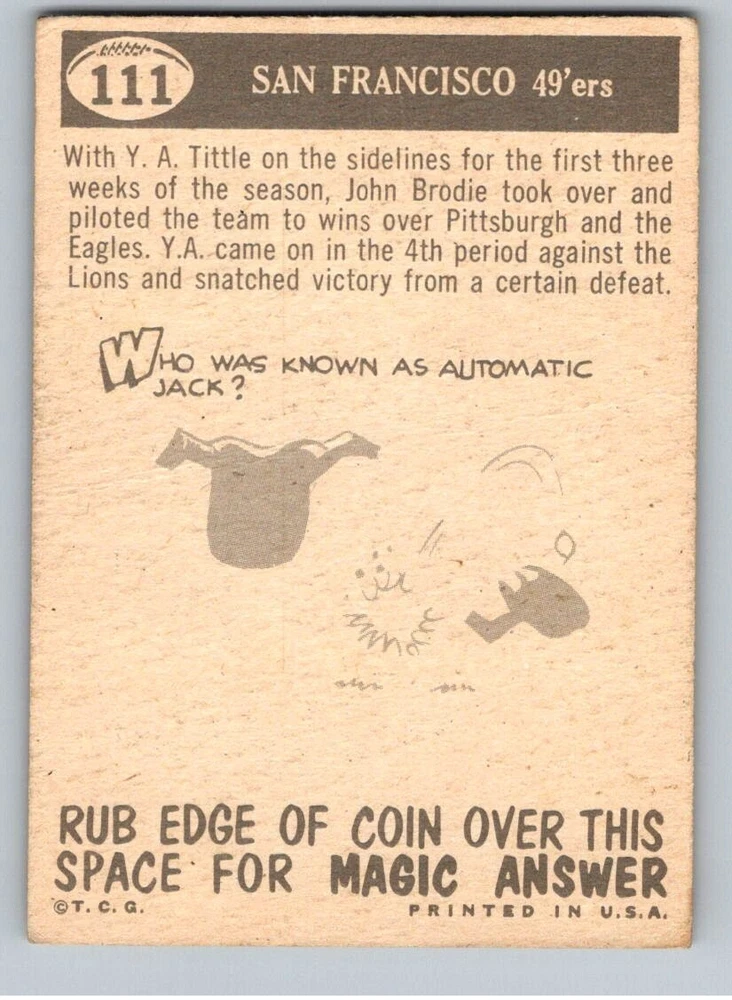 111 SAN FRANCISCO 49'ers
With Y. A. Tittle on the sidelines for the first three
weeks of the season, John Brodie took over and
piloted the team to wins over Pittsburgh and the
Eagles. Y.A. came on in the 4th period against the
Lions and snatched victory from a certain defeat.
WHO WAS KNOWN AS AUTOMATIC
JACK?
RUB EDGE OF COIN OVER THIS
SPACE FOR MAGIC ANSWER
©T. C. G. PRINTED IN U.S.A.